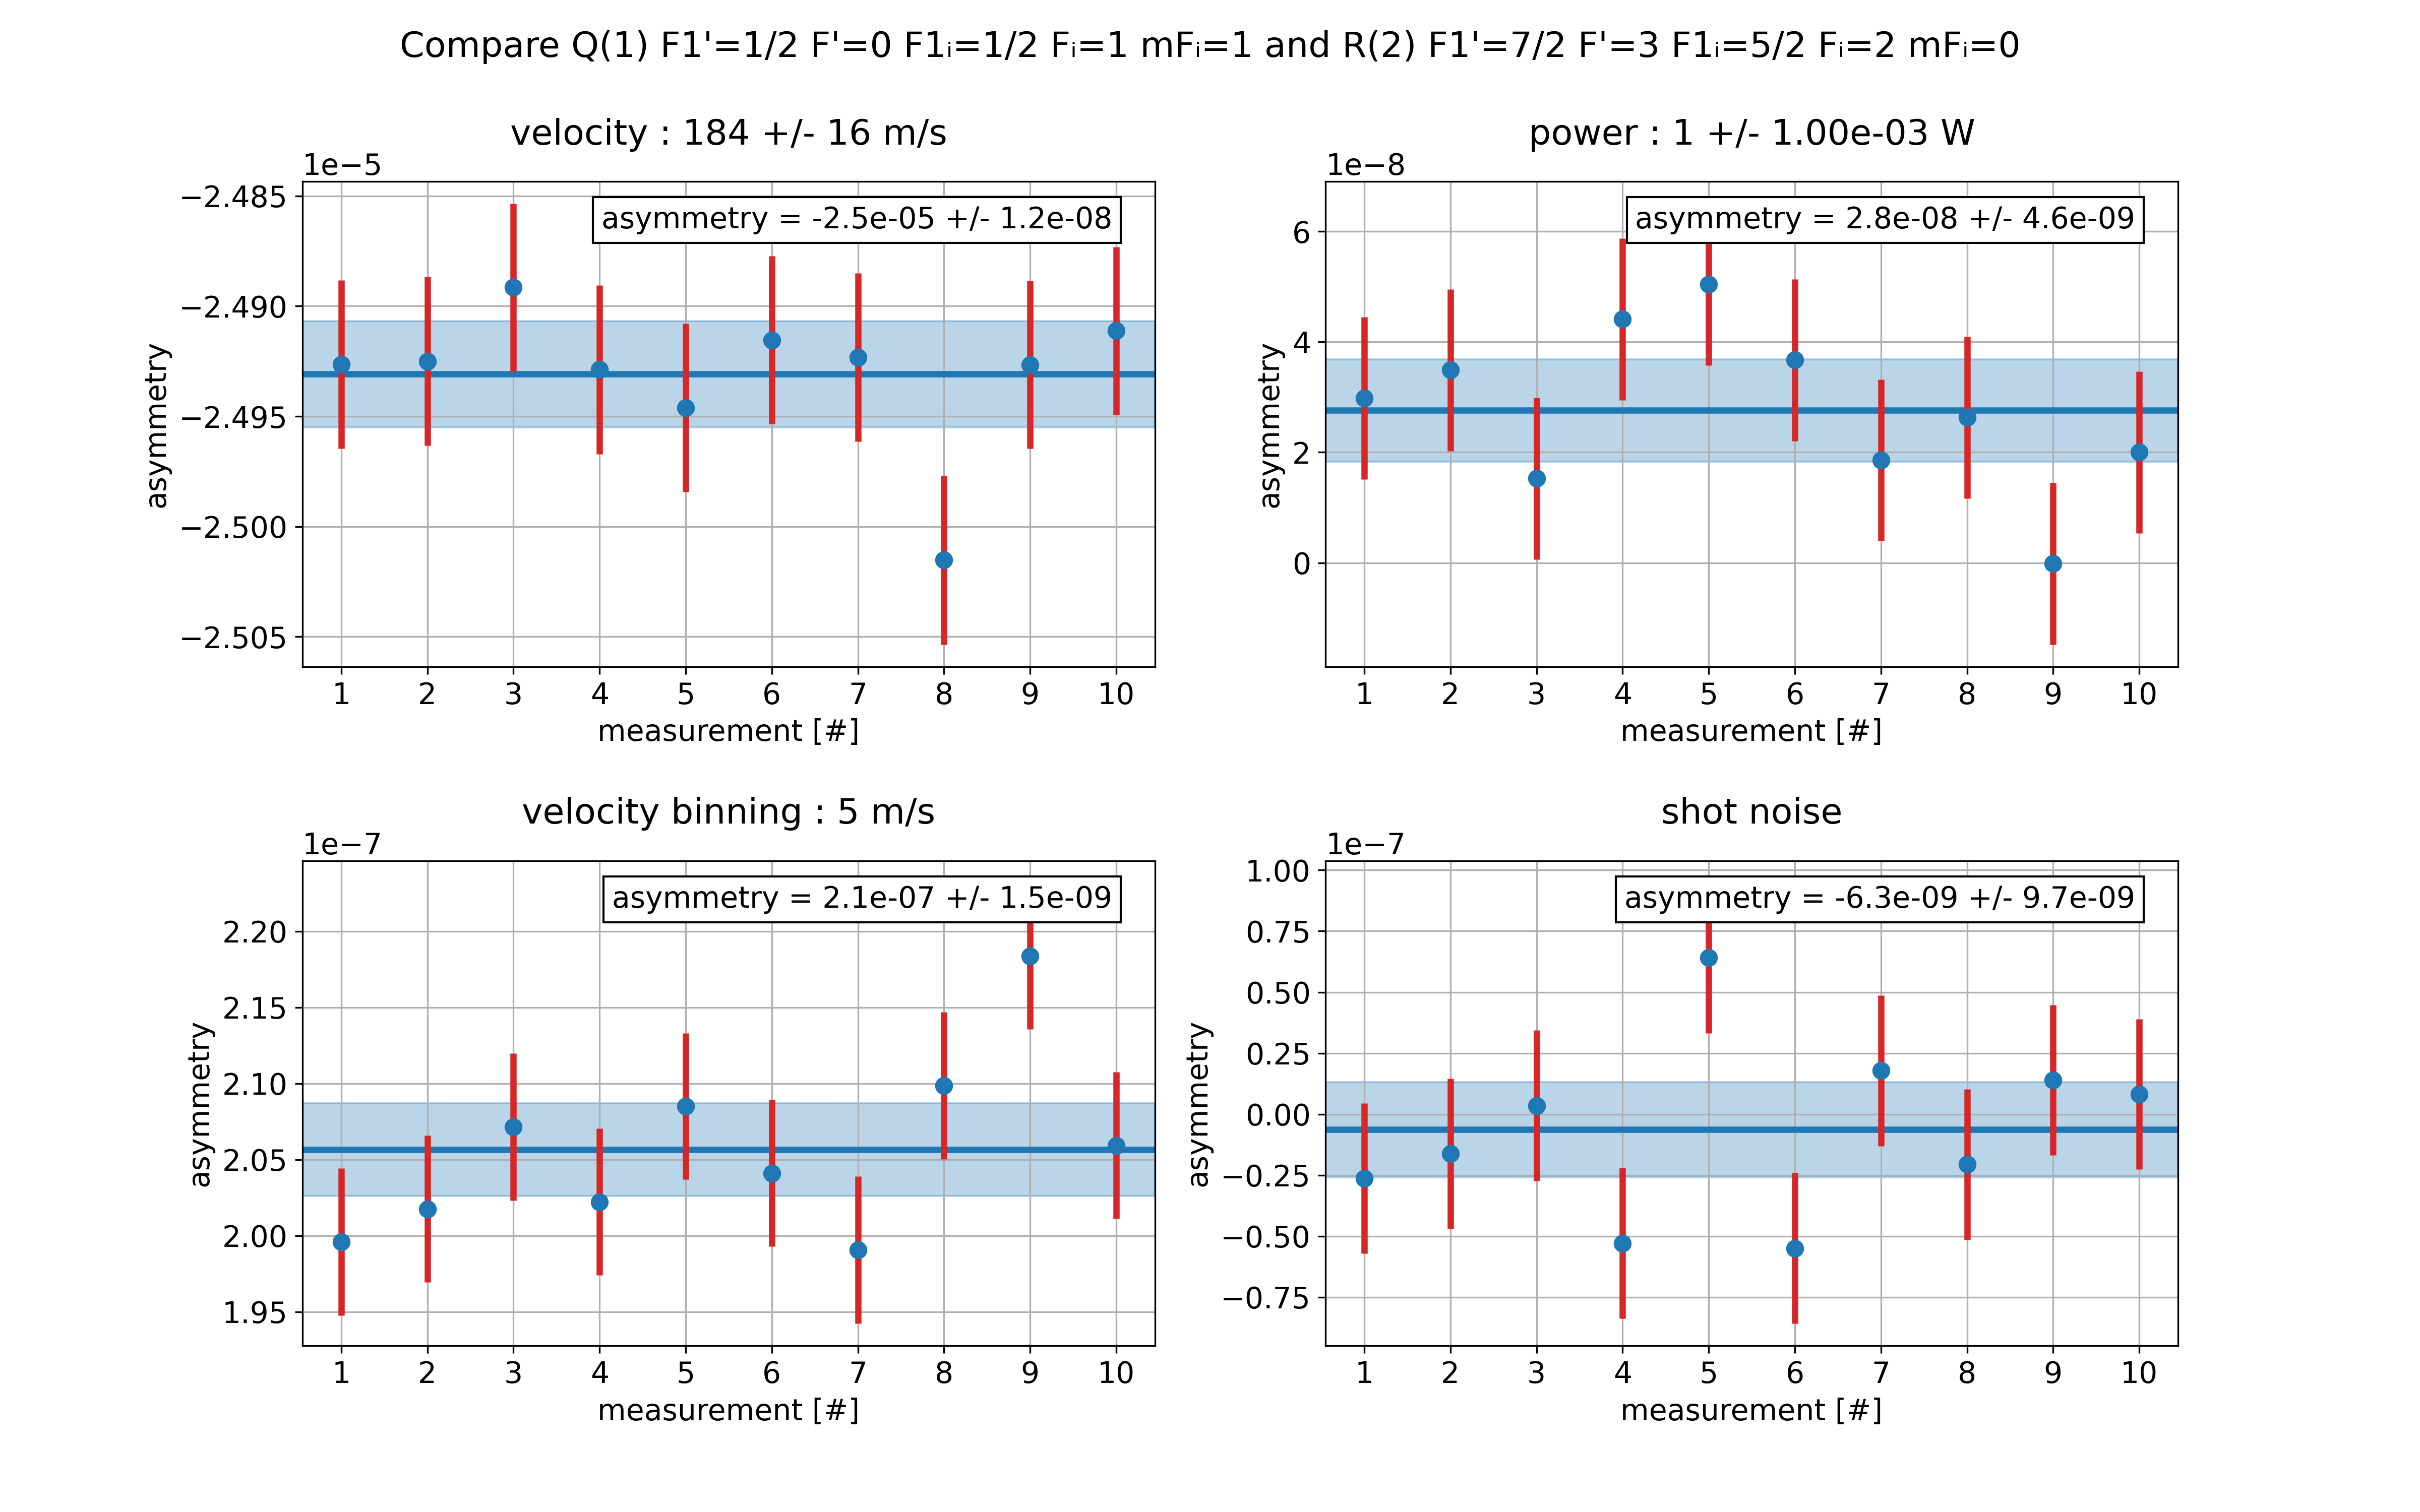 Compare Q(1) F1'=1/2 F'=0 F1ᵢ=1/2 Fᵢ=1 mFᵢ=1 and R(2) F1'=7/2 F'=3 F1ᵢ=5/2 Fᵢ=2 mFᵢ=0
velocity : 184 +/- 16 m/s
1e−5
asymmetry = -2.5e-05 +/- 1.2e-08
−2.485
−2.490
−2.495
−2.500
−2.505
asymmetry
1 2 3 4 5 6 7 8 9 10
measurement [#]
power : 1 +/- 1.00e-03 W
1e−8
asymmetry = 2.8e-08 +/- 4.6e-09
6
4
2
0
asymmetry
1 2 3 4 5 6 7 8 9 10
measurement [#]
velocity binning : 5 m/s
1e−7
asymmetry = 2.1e-07 +/- 1.5e-09
2.20
2.15
2.10
2.05
2.00
1.95
asymmetry
1 2 3 4 5 6 7 8 9 10
measurement [#]
shot noise
1e−7
asymmetry = -6.3e-09 +/- 9.7e-09
1.00
0.75
0.50
0.25
0.00
−0.25
−0.50
−0.75
asymmetry
1 2 3 4 5 6 7 8 9 10
measurement [#]